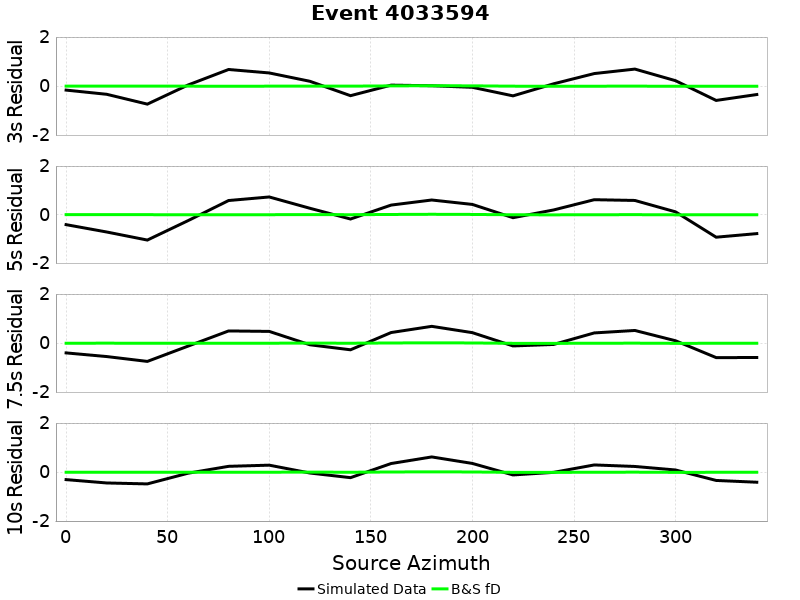 Event 4033594
3s Residual
2
0
-2
5s Residual
2
0
-2
7.5s Residual
2
0
-2
10s Residual
2
0
-2
0 50 100 150 200 250 300
Source Azimuth
Simulated Data B&S fD